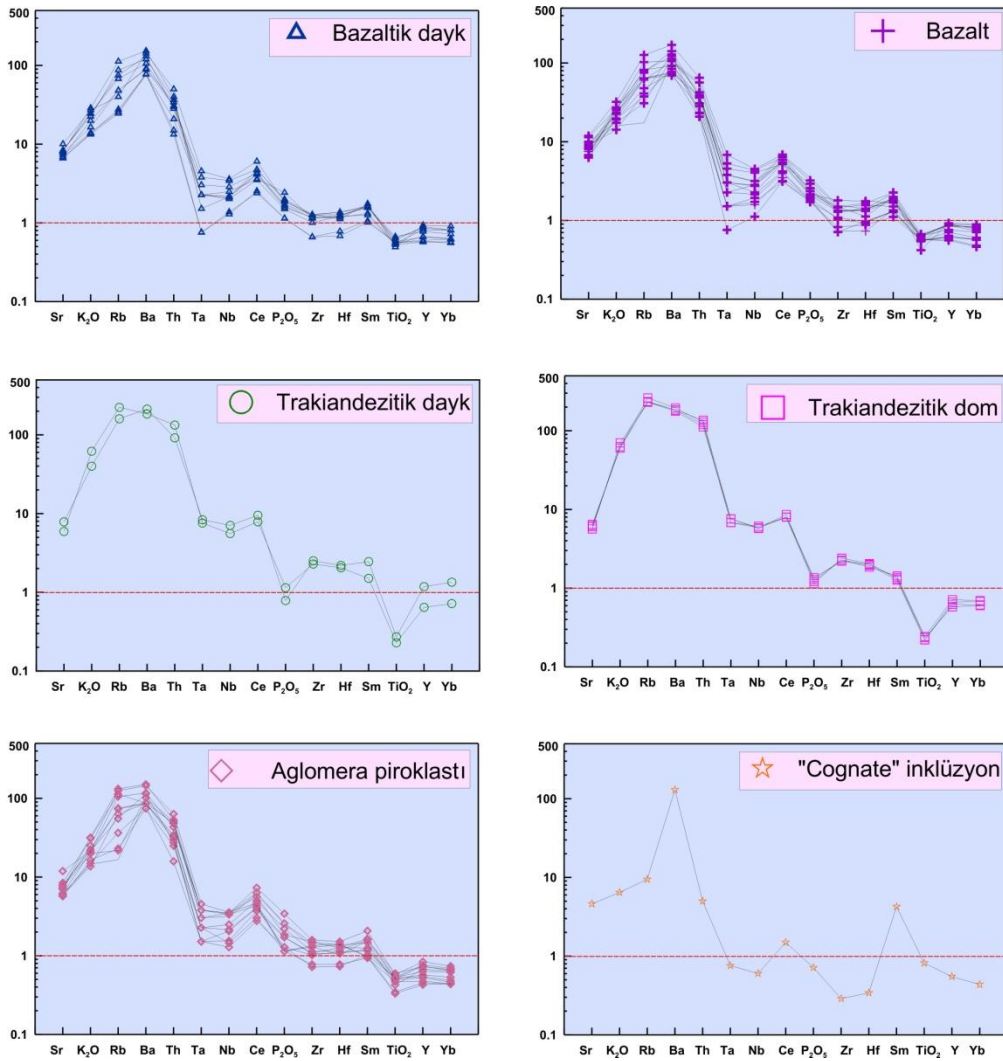 500
Bazaltik dayk
100
10
1
0.1
Sr K₂O Rb Ba Th Ta Nb Ce P₂O₅ Zr Hf Sm TiO₂ Y Yb
500
Bazalt
100
10
1
0.1
Sr K₂O Rb Ba Th Ta Nb Ce P₂O₅ Zr Hf Sm TiO₂ Y Yb
500
Trakiandezitik dayk
100
10
1
0.1
Sr K₂O Rb Ba Th Ta Nb Ce P₂O₅ Zr Hf Sm TiO₂ Y Yb
500
Trakiandezitik dom
100
10
1
0.1
Sr K₂O Rb Ba Th Ta Nb Ce P₂O₅ Zr Hf Sm TiO₂ Y Yb
500
Aglomera piroklastı
100
10
1
0.1
Sr K₂O Rb Ba Th Ta Nb Ce P₂O₅ Zr Hf Sm TiO₂ Y Yb
500
"Cognate" inklüzyon
100
10
1
0.1
Sr K₂O Rb Ba Th Ta Nb Ce P₂O₅ Zr Hf Sm TiO₂ Y Yb